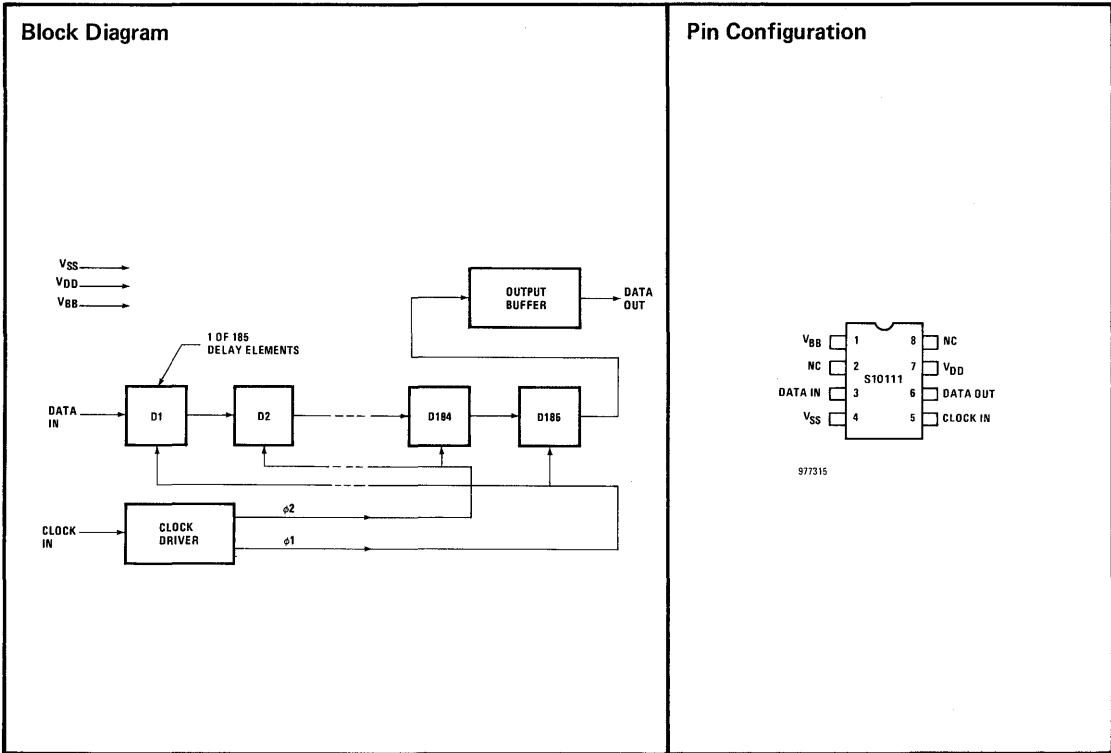 Block Diagram
VSS
VDD
VBB
1 OF 185
DELAY ELEMENTS
OUTPUT
BUFFER
DATA
OUT
DATA
IN
D1
D2
D184
D185
CLOCK
IN
CLOCK
DRIVER
φ2
φ1
Pin Configuration
VBB 1 8 NC
NC 2 7 VDD
S10111
DATA IN 3 6 DATA OUT
VSS 4 5 CLOCK IN
977315